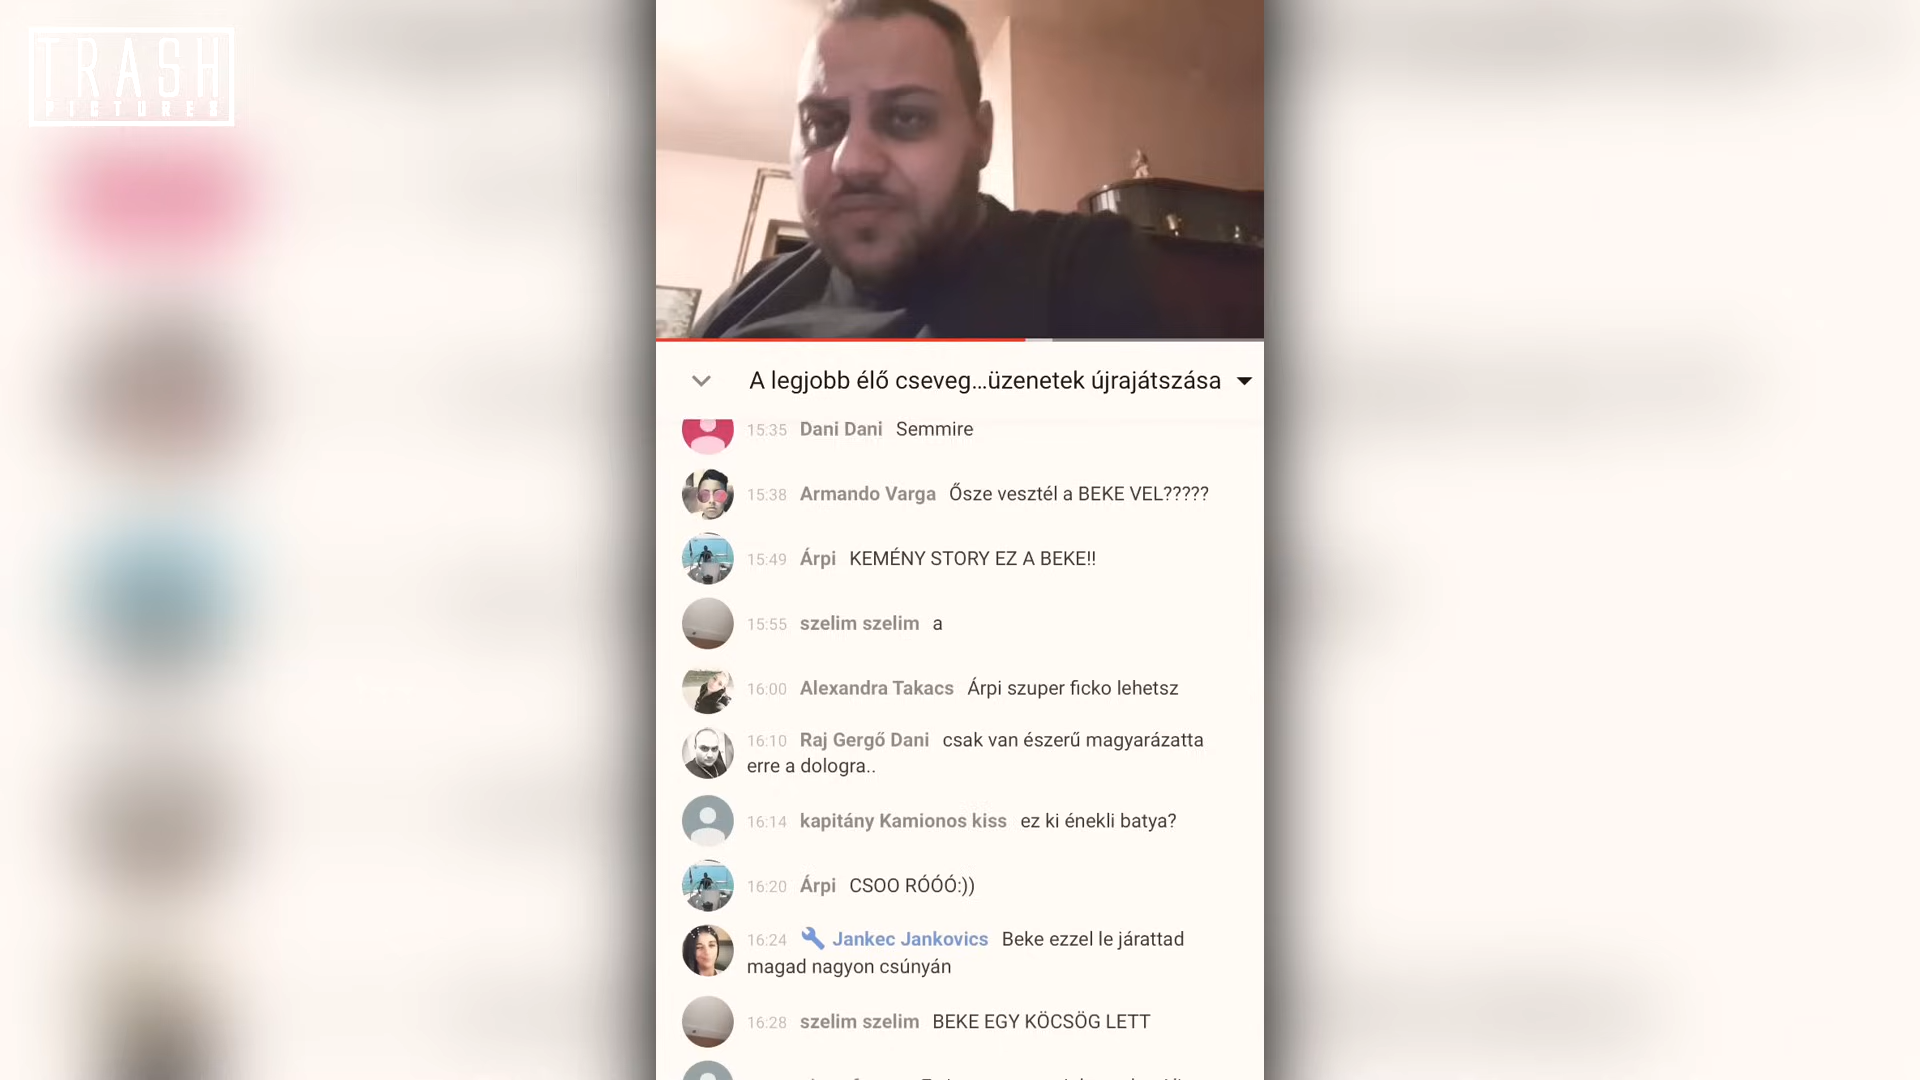 TRASH
PICTURES
A legjobb élő cseveg...üzenetek újrajátszása
15:35 Dani Dani Semmire
15:38 Armando Varga Ősze vesztél a BEKE VEL?????
15:49 Árpi KEMÉNY STORY EZ A BEKE!!
15:55 szelim szelim a
16:00 Alexandra Takacs Árpi szuper ficko lehetsz
16:10 Raj Gergő Dani csak van észerű magyarázatta
erre a dologra..
16:14 kapitány Kamionos kiss ez ki énekli batya?
16:20 Árpi CSOO RÓÓÓ:))
16:24 Jankec Jankovics Beke ezzel le járattad
magad nagyon csúnyán
16:28 szelim szelim BEKE EGY KÖCSÖG LETT